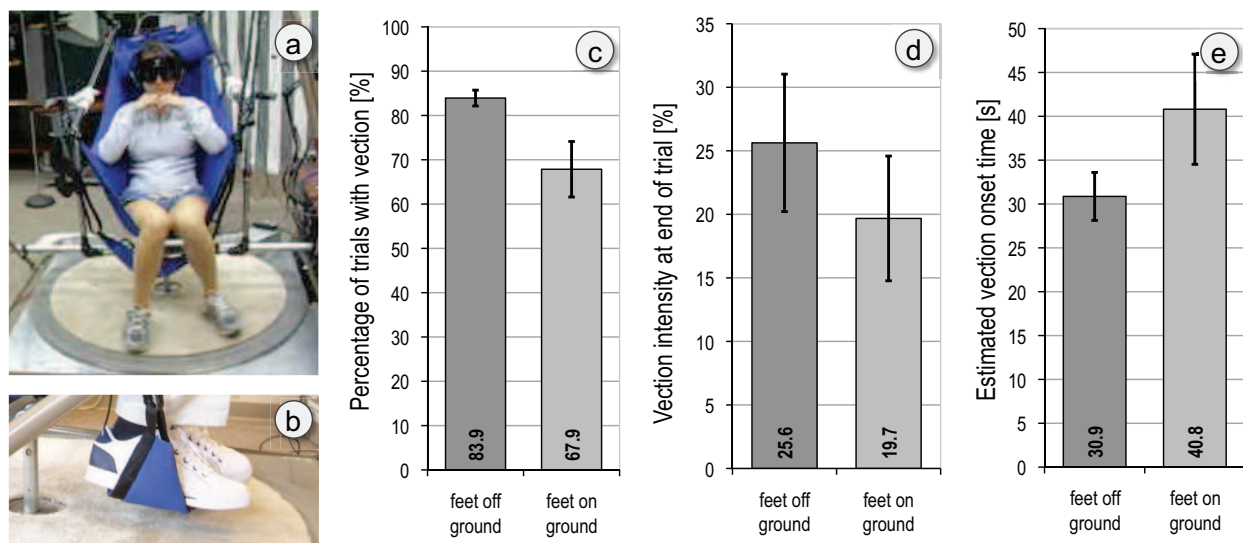 a
b
c
Percentage of trials with vection [%]
100
90
80
70
60
50
40
30
20
10
0
83.9
67.9
feet off
ground
feet on
ground
d
Vection intensity at end of trial [%]
35
30
25
20
15
10
5
0
25.6
19.7
feet off
ground
feet on
ground
e
Estimated vection onset time [s]
50
45
40
35
30
25
20
15
10
5
0
30.9
40.8
feet off
ground
feet on
ground